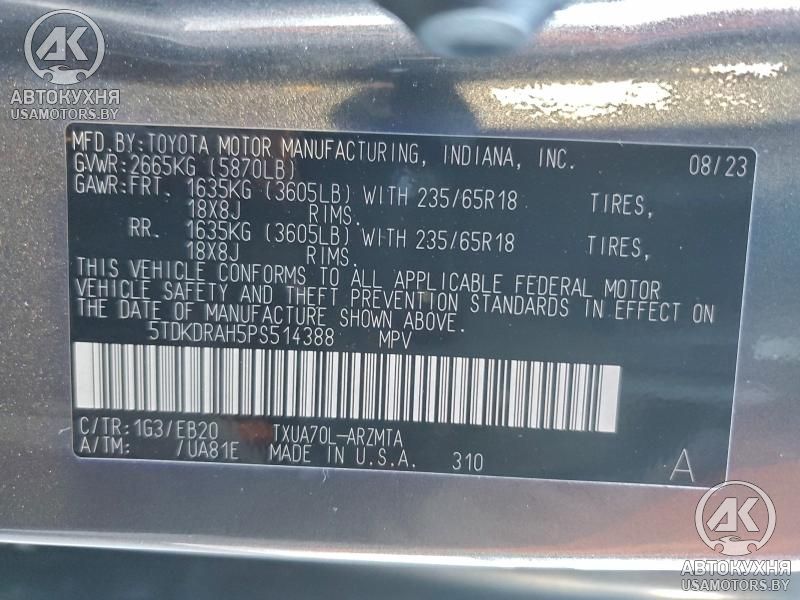 АК
АВТОКУХНЯ
USAMOTORS.BY
MFD.BY:TOYOTA MOTOR MANUFACTURING, INDIANA, INC. 08/23
GVWR:2665KG (5870LB)
GAWR:FRT. 1635KG (3605LB) WITH 235/65R18 TIRES,
18X8J RIMS.
RR. 1635KG (3605LB) WITH 235/65R18 TIRES,
18X8J RIMS.
THIS VEHICLE CONFORMS TO ALL APPLICABLE FEDERAL MOTOR
VEHICLE SAFETY AND THEFT PREVENTION STANDARDS IN EFFECT ON
THE DATE OF MANUFACTURE SHOWN ABOVE.
5TDKDRAH5PS514388 MPV
C/TR:1G3/EB20 TXUA70L-ARZMTA
A/TM: /UA81E MADE IN U.S.A. 310 A
АК
АВТОКУХНЯ
USAMOTORS.BY